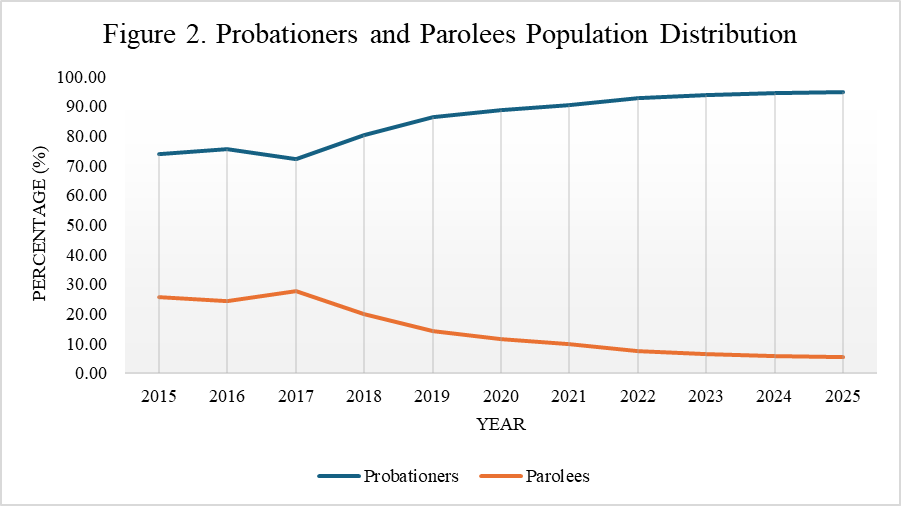 Figure 2. Probationers and Parolees Population Distribution
100.00
90.00
80.00
70.00
60.00
50.00
40.00
30.00
20.00
10.00
0.00
PERCENTAGE (%)
2015 2016 2017 2018 2019 2020 2021 2022 2023 2024 2025
YEAR
Probationers Parolees